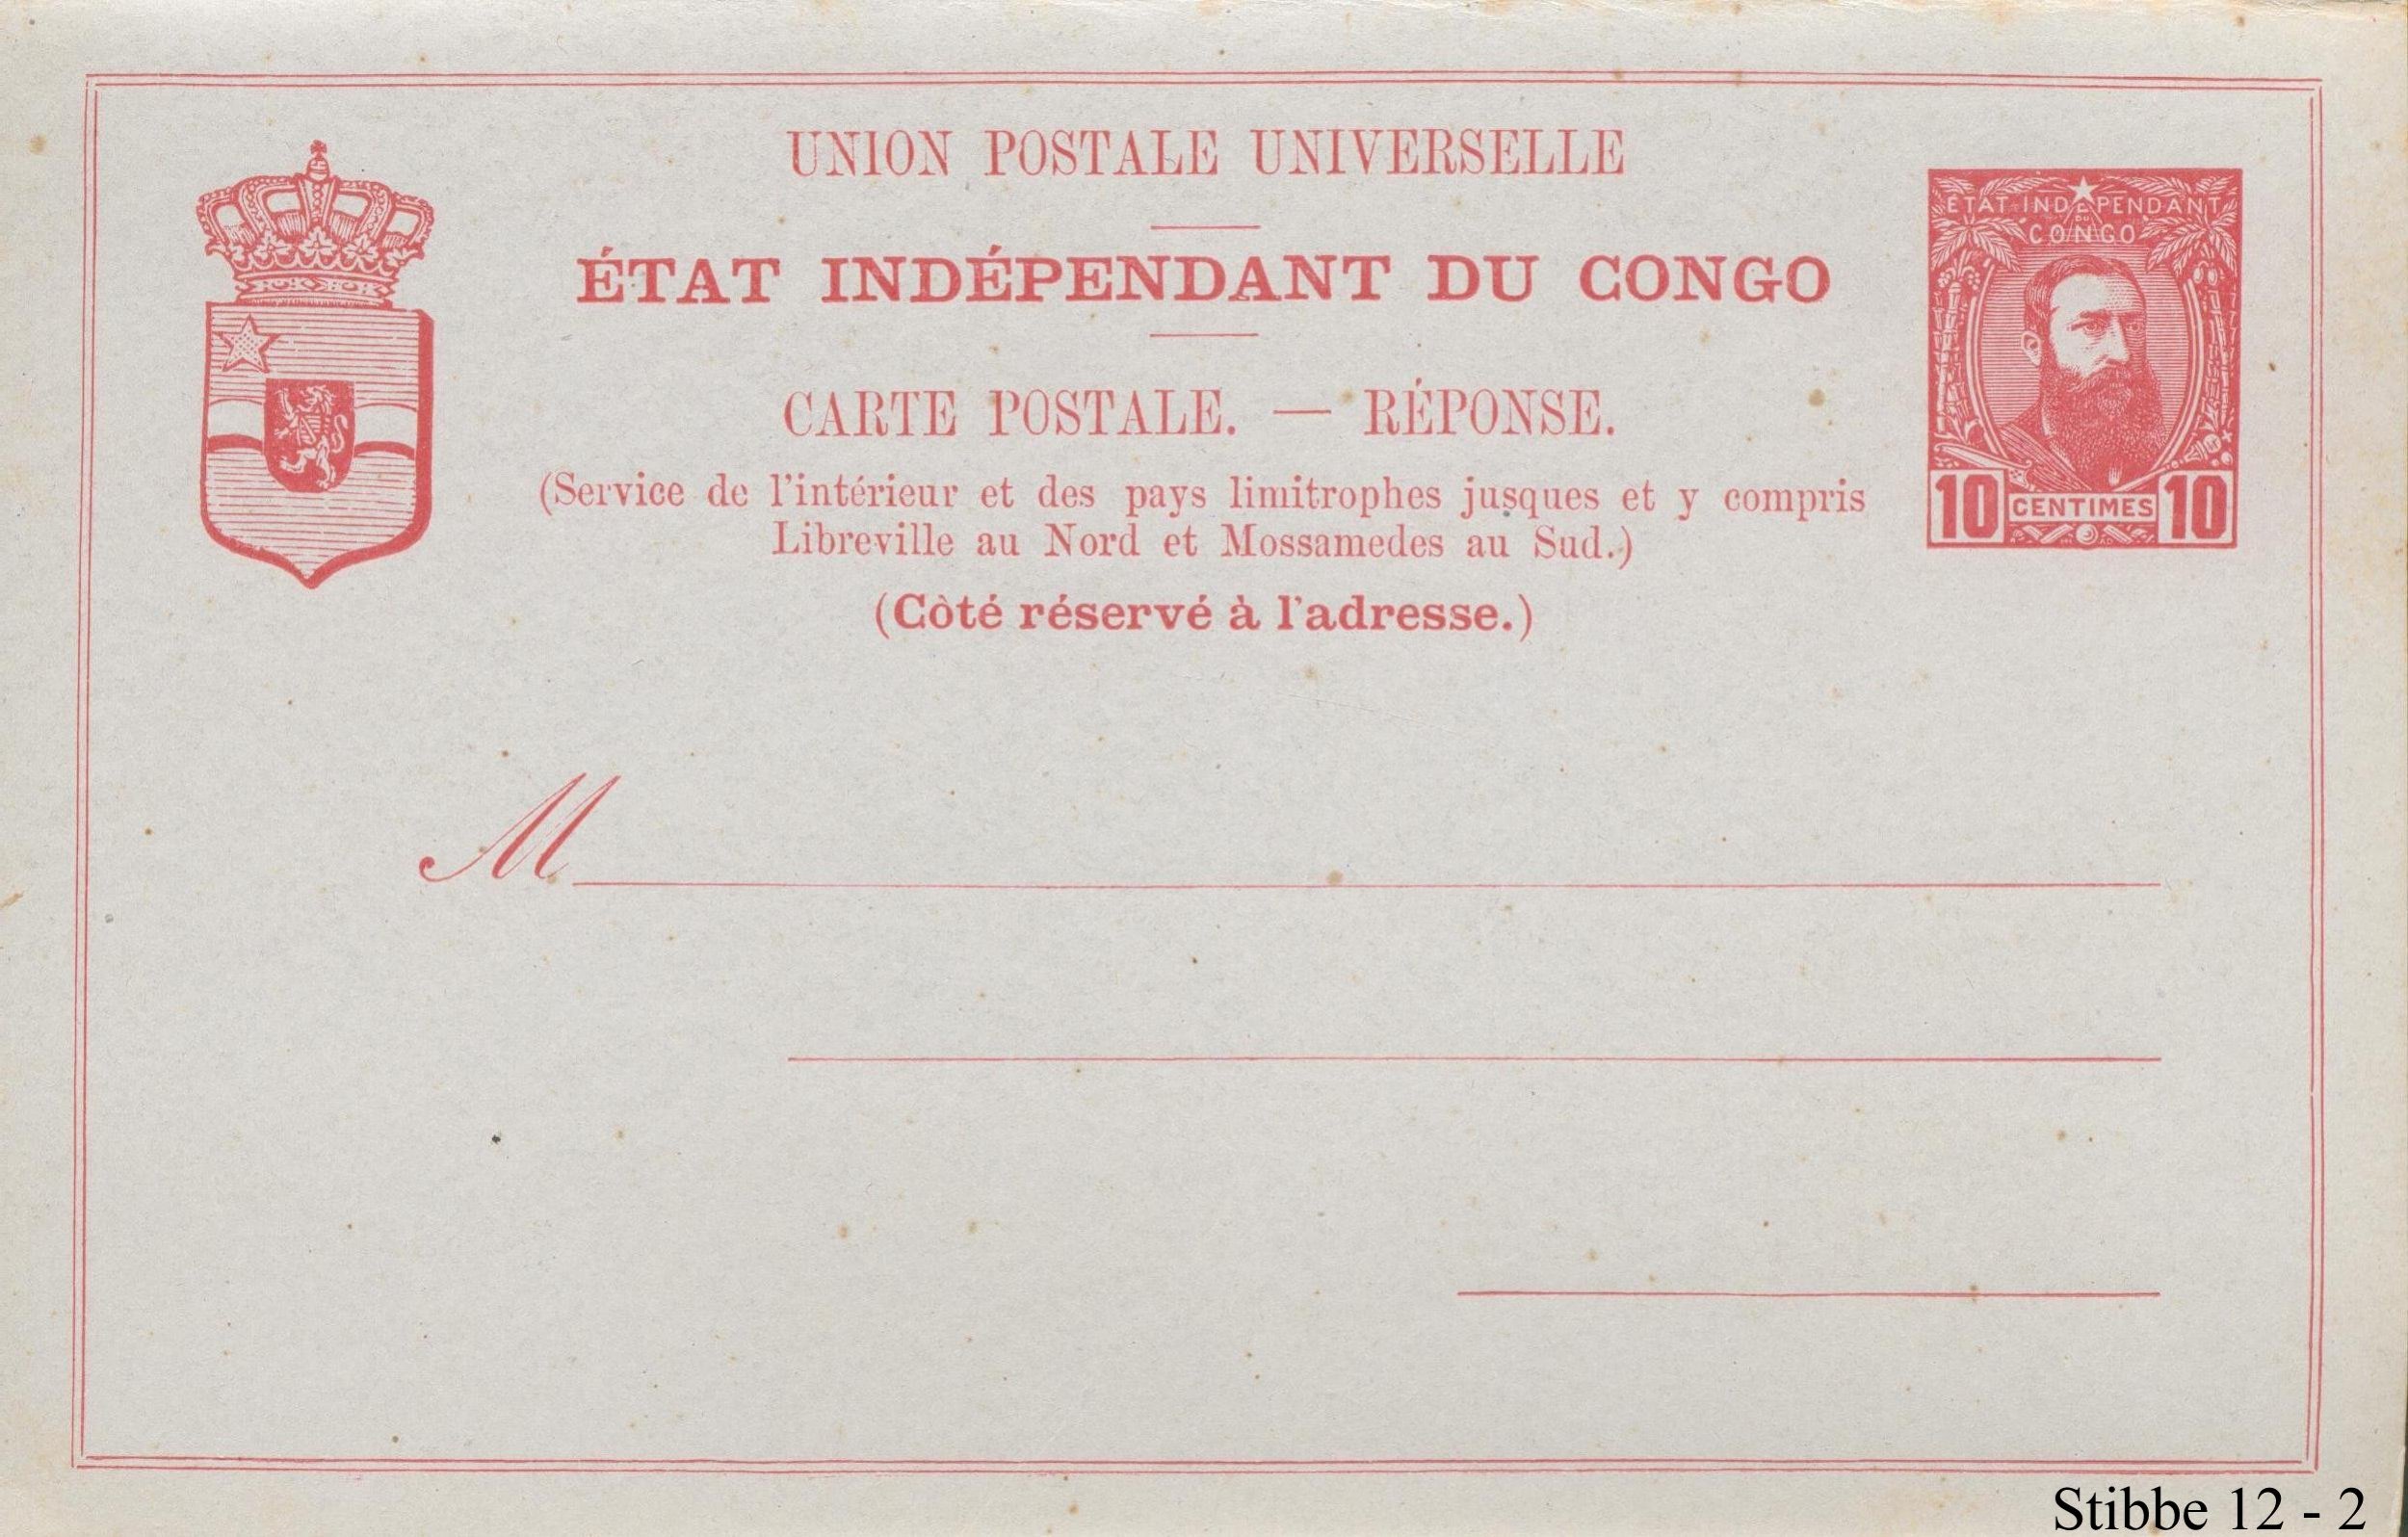 UNION POSTALE UNIVERSELLE
ÉTAT INDÉPENDANT DU CONGO
CARTE POSTALE. — RÉPONSE.
(Service de l'intérieur et des pays limitrophes jusques et y compris
Libreville au Nord et Mossamedes au Sud.)
(Côté réservé à l'adresse.)
ÉTAT INDÉPENDANT
DU
CONGO
10 CENTIMES 10
M
Stibbe 12 - 2